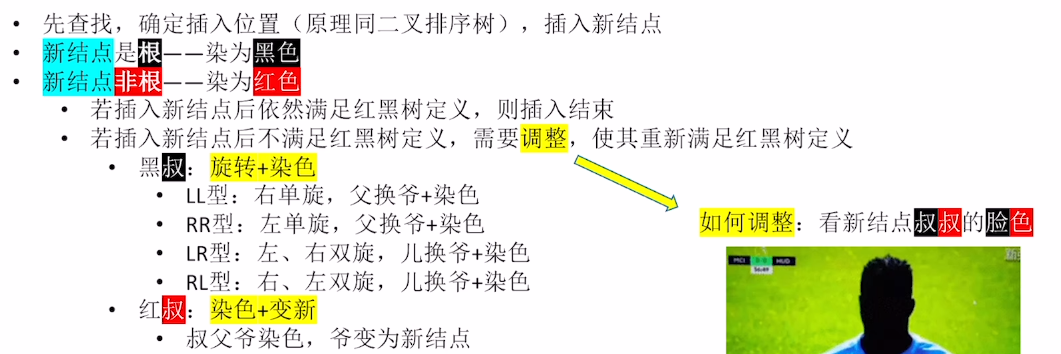 • 先查找，确定插入位置（原理同二叉排序树），插入新结点
• 新结点是根——染为黑色
• 新结点非根——染为红色
• 若插入新结点后依然满足红黑树定义，则插入结束
• 若插入新结点后不满足红黑树定义，需要调整，使其重新满足红黑树定义
• 黑叔：旋转+染色
• LL型：右单旋，父换爷+染色
• RR型：左单旋，父换爷+染色
• LR型：左、右双旋，儿换爷+染色
• RL型：右、左双旋，儿换爷+染色
• 红叔：染色+变新
• 叔父爷染色，爷变为新结点
如何调整：看新结点叔叔的脸色
MCI HUD